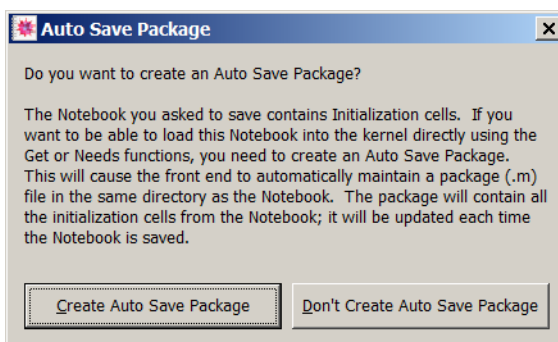 Auto Save Package
Do you want to create an Auto Save Package?
The Notebook you asked to save contains Initialization cells. If you
want to be able to load this Notebook into the kernel directly using the
Get or Needs functions, you need to create an Auto Save Package.
This will cause the front end to automatically maintain a package (.m)
file in the same directory as the Notebook. The package will contain all
the initialization cells from the Notebook; it will be updated each time
the Notebook is saved.
Create Auto Save Package
Don't Create Auto Save Package